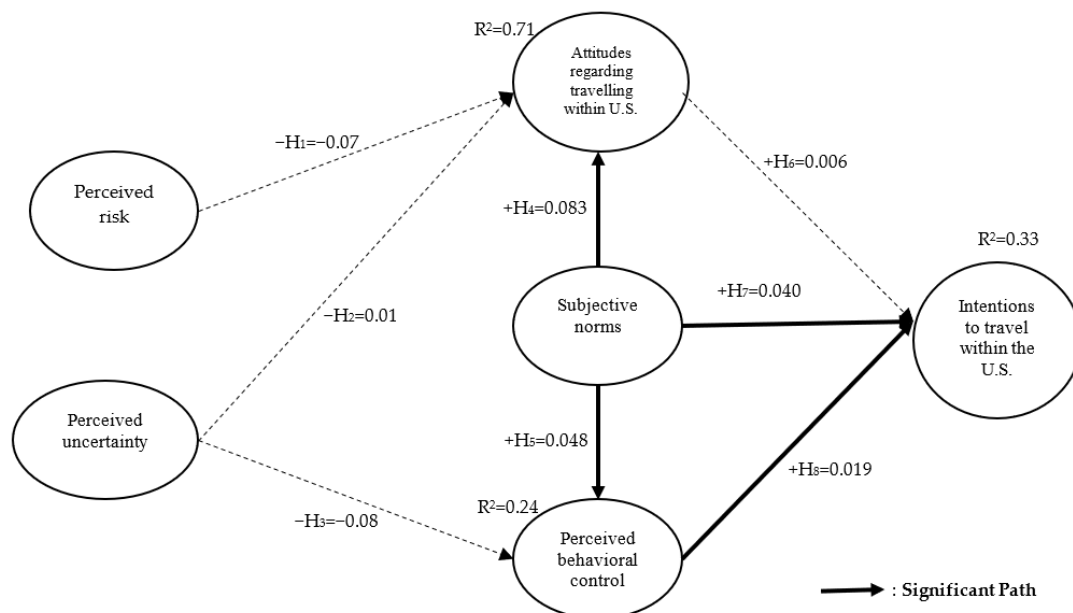 R²=0.71
Attitudes
regarding
travelling
within U.S.
−H₁=−0.07
Perceived
risk
+H₆=0.006
+H₄=0.083
R²=0.33
Subjective
norms
+H₇=0.040
Intentions
to travel
within the
U.S.
−H₂=0.01
Perceived
uncertainty
+H₅=0.048
+H₈=0.019
−H₃=−0.08
R²=0.24
Perceived
behavioral
control
: Significant Path